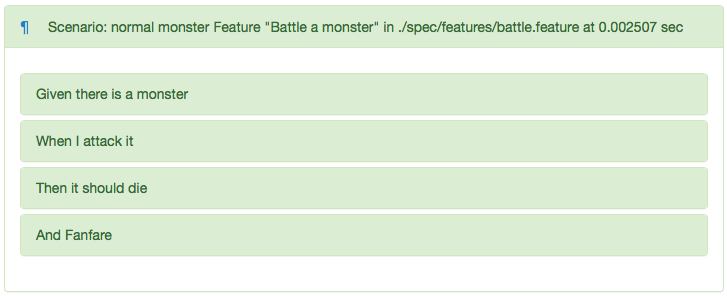 ¶ Scenario: normal monster Feature "Battle a monster" in ./spec/features/battle.feature at 0.002507 sec
Given there is a monster
When I attack it
Then it should die
And Fanfare